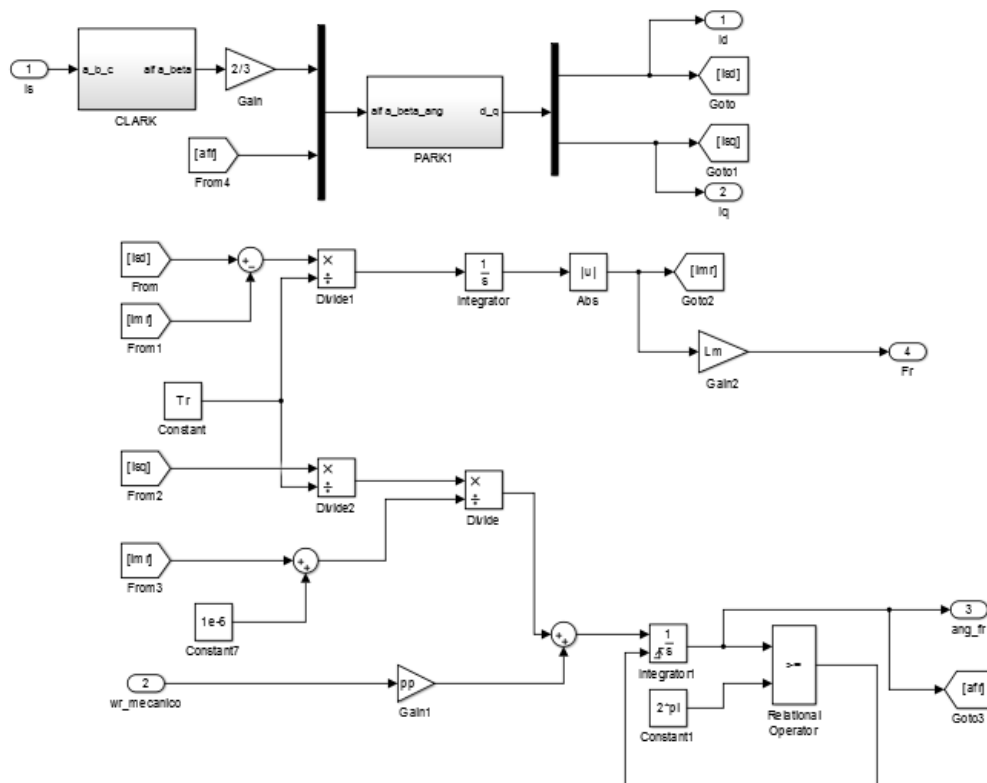 1
Is
a_b_c
alfa_beta
CLARK
2/3
Gain
[afr]
From4
alfa_beta_ang
d_q
PARK1
1
Id
[Isd]
Goto
[Isq]
Goto1
2
Iq
[Isd]
From
+
−
×
÷
Divide1
1
s
Integrator
|u|
Abs
[Imr]
Goto2
[Imr]
From1
Lm
Gain2
4
Fr
Tr
Constant
[Isq]
From2
×
÷
Divide2
×
÷
Divide
[Imr]
From3
+
+
1e-6
Constant7
+
+
1
s
Integrator1
2*pi
Constant1
>=
Relational
Operator
3
ang_fr
[afr]
Goto3
2
wr_mecanico
pp
Gain1